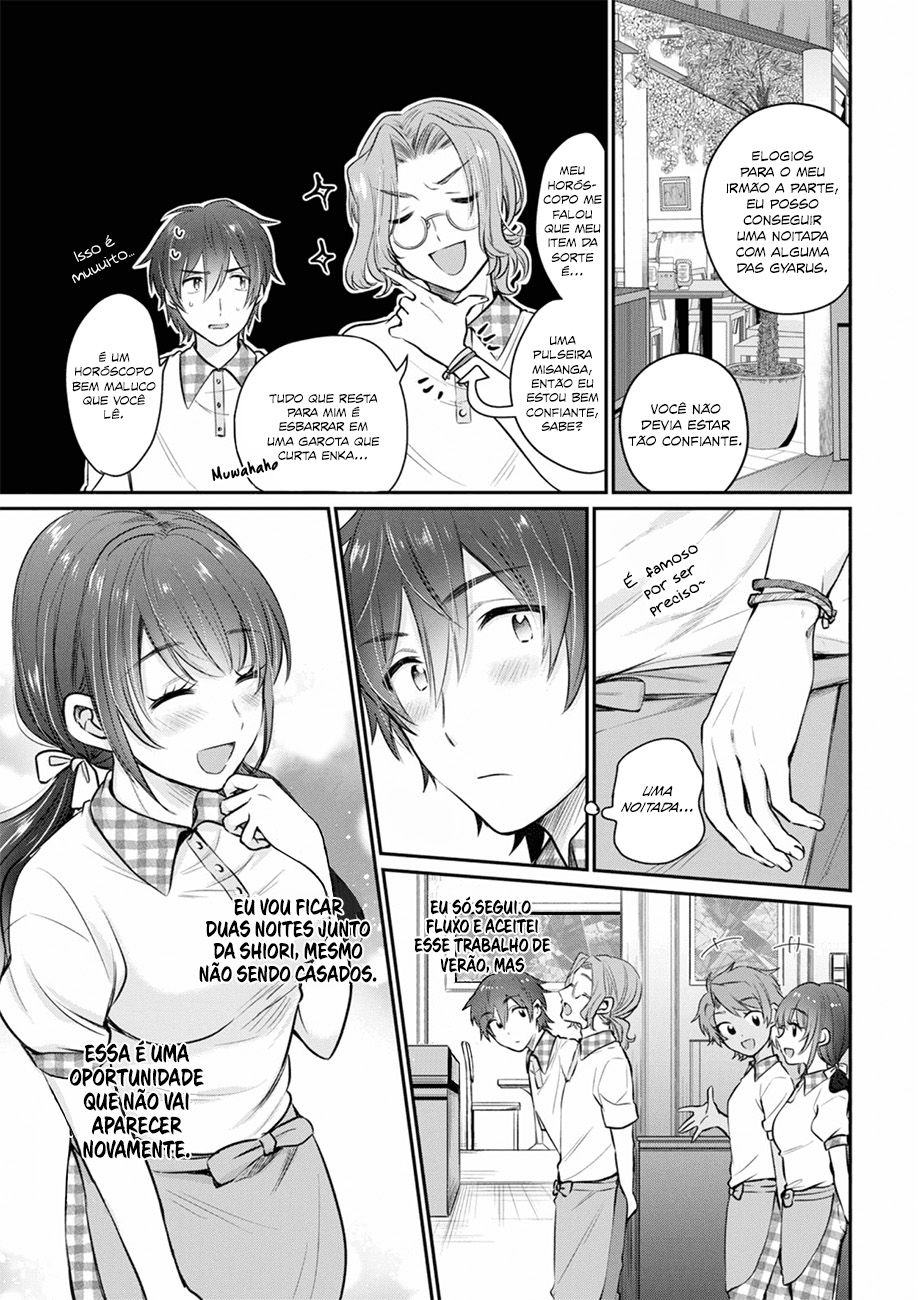 ELOGIOS
PARA O MEU
IRMÃO A PARTE,
EU POSSO
CONSEGUIR
UMA NOITADA
COM ALGUMA
DAS GYARUS.
VOCÊ NÃO
DEVIA ESTAR
TÃO CONFIANTE.
MEU
HORÓS-
COPO ME
FALOU
QUE MEU
ITEM DA
SORTE É...
UMA
PULSEIRA
MISANGA,
ENTÃO EU
ESTOU BEM
CONFIANTE,
SABE?
TUDO QUE RESTA
PARA MIM É
ESBARRAR EM
UMA GAROTA QUE
CURTA ENKA...
Muwahaha
Isso é
muuuito...
É UM
HORÓSCOPO
BEM MALUCO
QUE VOCÊ
LÊ.
É famoso
por ser
preciso~
UMA
NOITADA...
EU SÓ SEGUI O
FLUXO E ACEITEI
ESSE TRABALHO DE
VERÃO, MAS
EU VOU FICAR
DUAS NOITES JUNTO
DA SHIORI, MESMO
NÃO SENDO CASADOS.
ESSA É UMA
OPORTUNIDADE
QUE NÃO VAI
APARECER
NOVAMENTE.